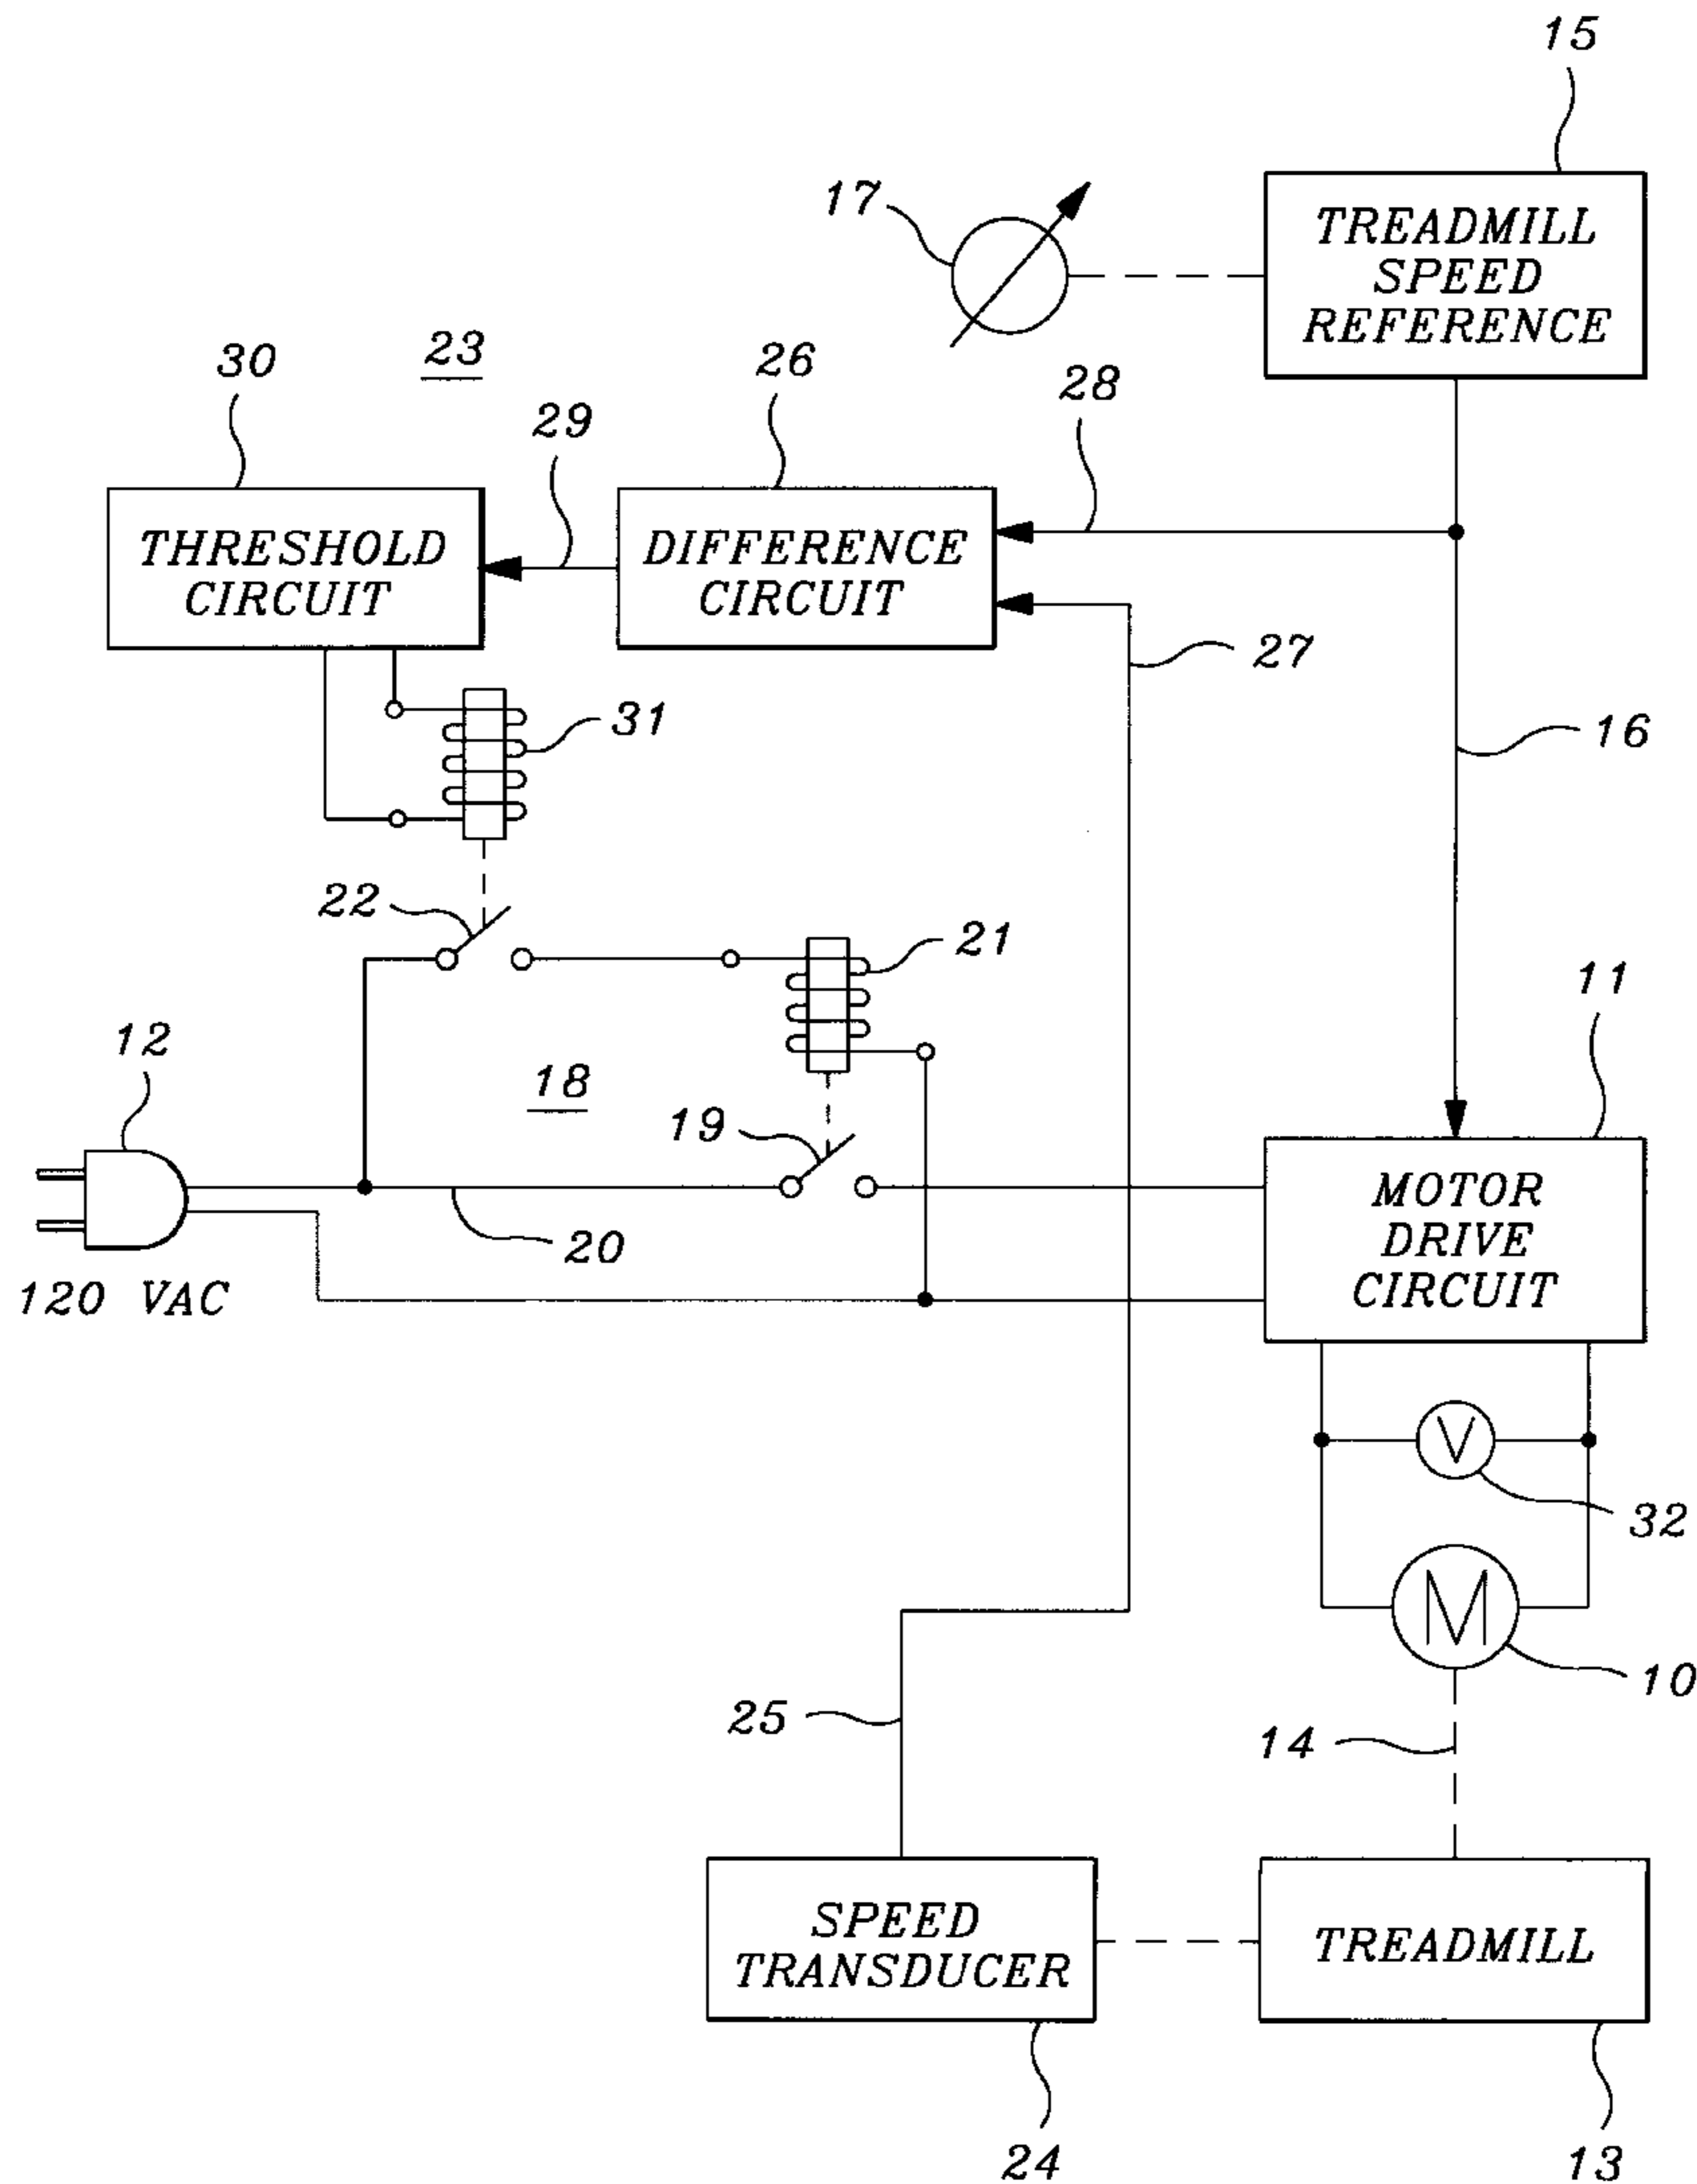 15
17
TREADMILL
SPEED
REFERENCE
23
30
26
28
29
THRESHOLD
CIRCUIT
DIFFERENCE
CIRCUIT
27
31
16
22
21
11
12
18
19
20
120 VAC
MOTOR
DRIVE
CIRCUIT
V
32
M
10
25
14
SPEED
TRANSDUCER
TREADMILL
24
13